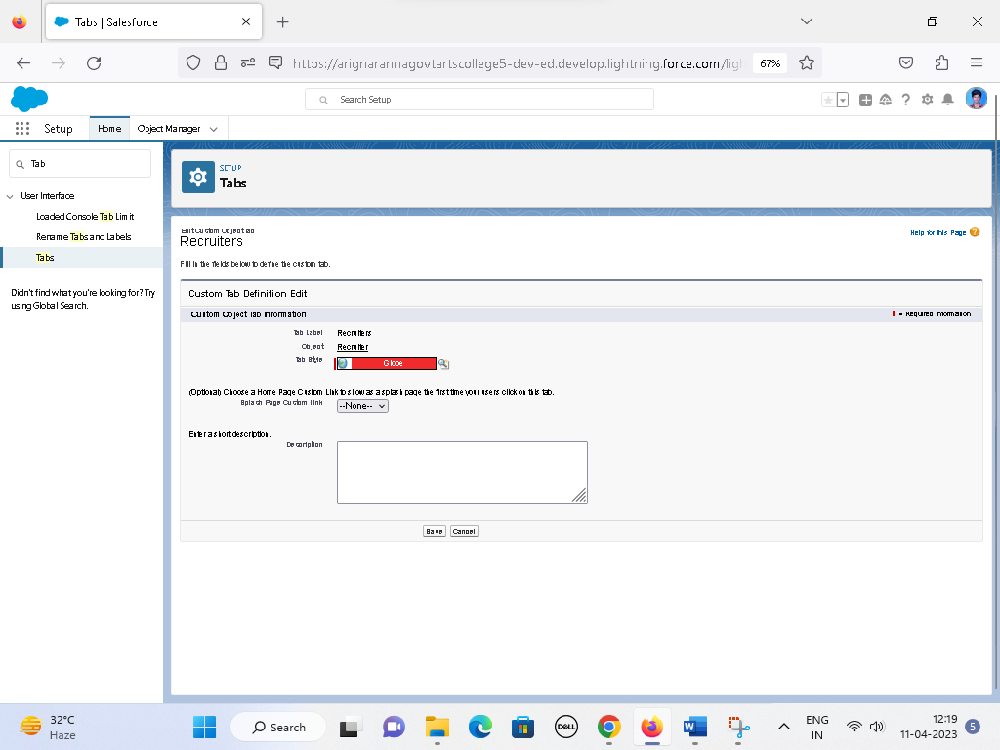 Tabs | Salesforce
https://arignarannagovtartscollege5-dev-ed.develop.lightning.force.com/ligh
67%
Search Setup
Setup
Home
Object Manager
Tab
User Interface
Loaded Console Tab Limit
Rename Tabs and Labels
Tabs
Didn't find what you're looking for? Try
using Global Search.
SETUP
Tabs
Edit Custom Object Tab
Recruiters
Help for this Page
Fill in the fields below to define the custom tab.
Custom Tab Definition Edit
Custom Object Tab Information
= Required Information
Tab Label Recruiters
Object Recruiter
Tab Style Globe
(Optional) Choose a Home Page Custom Link to show as a splash page the first time your users click on this tab.
Splash Page Custom Link --None--
Enter a short description.
Description
Save Cancel
32°C
Haze
Search
DELL
ENG
IN
12:19
11-04-2023
5